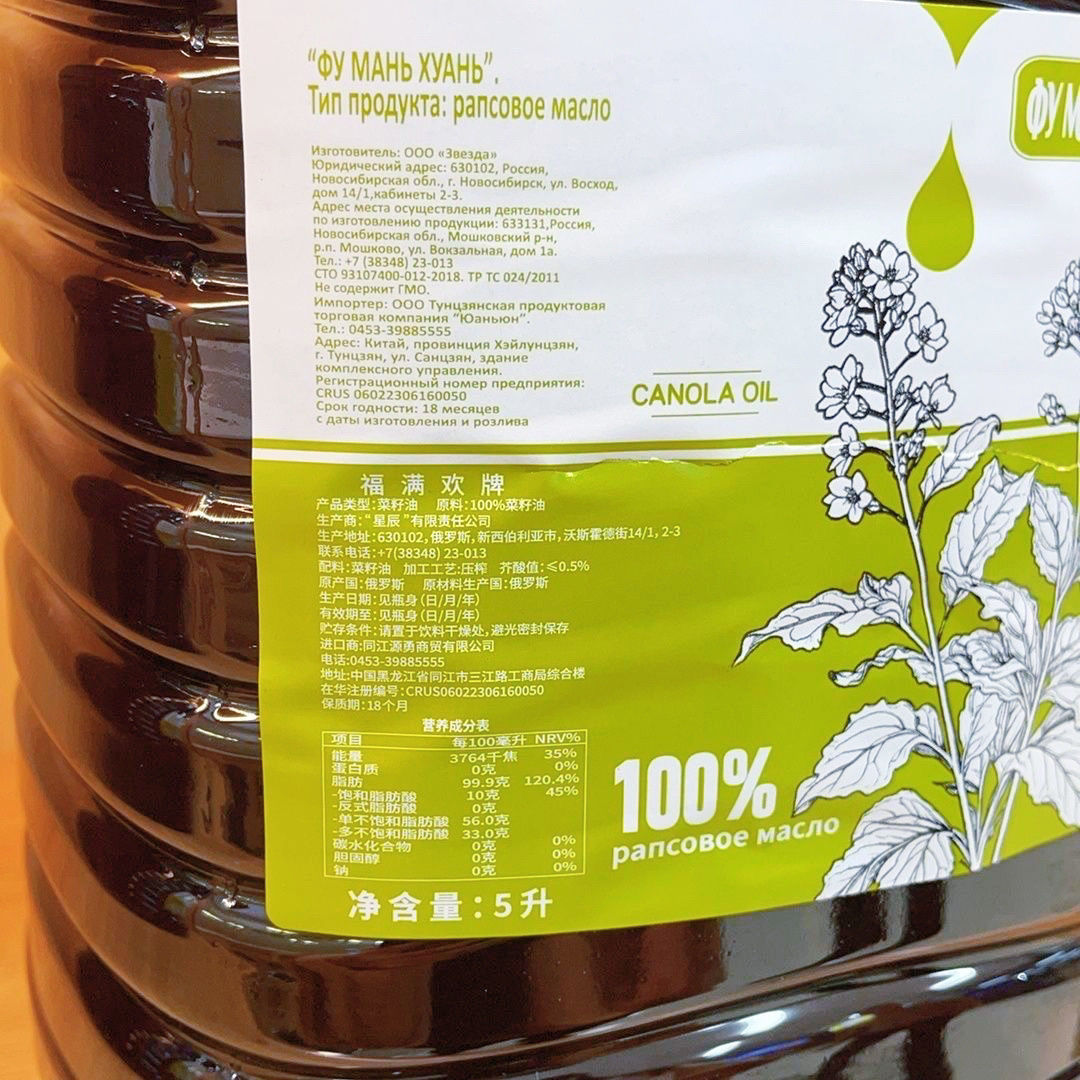 “ФУ МАНЬ ХУАНЬ”.
Тип продукта: рапсовое масло
Изготовитель: ООО «Звезда»
Юридический адрес: 630102, Россия,
Новосибирская обл., г. Новосибирск, ул. Восход,
дом 14/1,кабинеты 2-3.
Адрес места осуществления деятельности
по изготовлению продукции: 633131,Россия,
Новосибирская обл., Мошковский р-н,
р.п. Мошково, ул. Вокзальная, дом 1а.
Тел.: +7 (38348) 23-013
СТО 93107400-012-2018. ТР ТС 024/2011
Не содержит ГМО.
Импортер: ООО Тунцзянская продуктовая
торговая компания “Юаньюн”.
Тел.: 0453-39885555
Адрес: Китай, провинция Хэйлунцзян,
г. Тунцзян, ул. Санцзян, здание
комплексного управления.
Регистрационный номер предприятия:
CRUS 06022306160050
Срок годности: 18 месяцев
с даты изготовления и розлива
ФУ М
CANOLA OIL
福满欢牌
产品类型:菜籽油 原料:100%菜籽油
生产商:“星辰”有限责任公司
生产地址:630102,俄罗斯,新西伯利亚市,沃斯霍德街14/1, 2-3
联系电话:+7(38348) 23-013
配料:菜籽油 加工工艺:压榨 芥酸值:≤0.5%
原产国:俄罗斯 原材料生产国:俄罗斯
生产日期:见瓶身(日/月/年)
有效期至:见瓶身(日/月/年)
贮存条件:请置于饮料干燥处,避光密封保存
进口商:同江源勇商贸有限公司
电话:0453-39885555
地址:中国黑龙江省同江市三江路工商局综合楼
在华注册编号:CRUS06022306160050
保质期:18个月
营养成分表
项目 每100毫升 NRV%
能量 3764千焦 35%
蛋白质 0克 0%
脂肪 99.9克 120.4%
-饱和脂肪酸 10克 45%
-反式脂肪酸 0克
-单不饱和脂肪酸 56.0克
-多不饱和脂肪酸 33.0克
碳水化合物 0克 0%
胆固醇 0克 0%
钠 0克 0%
净含量:5升
100%
рапсовое масло